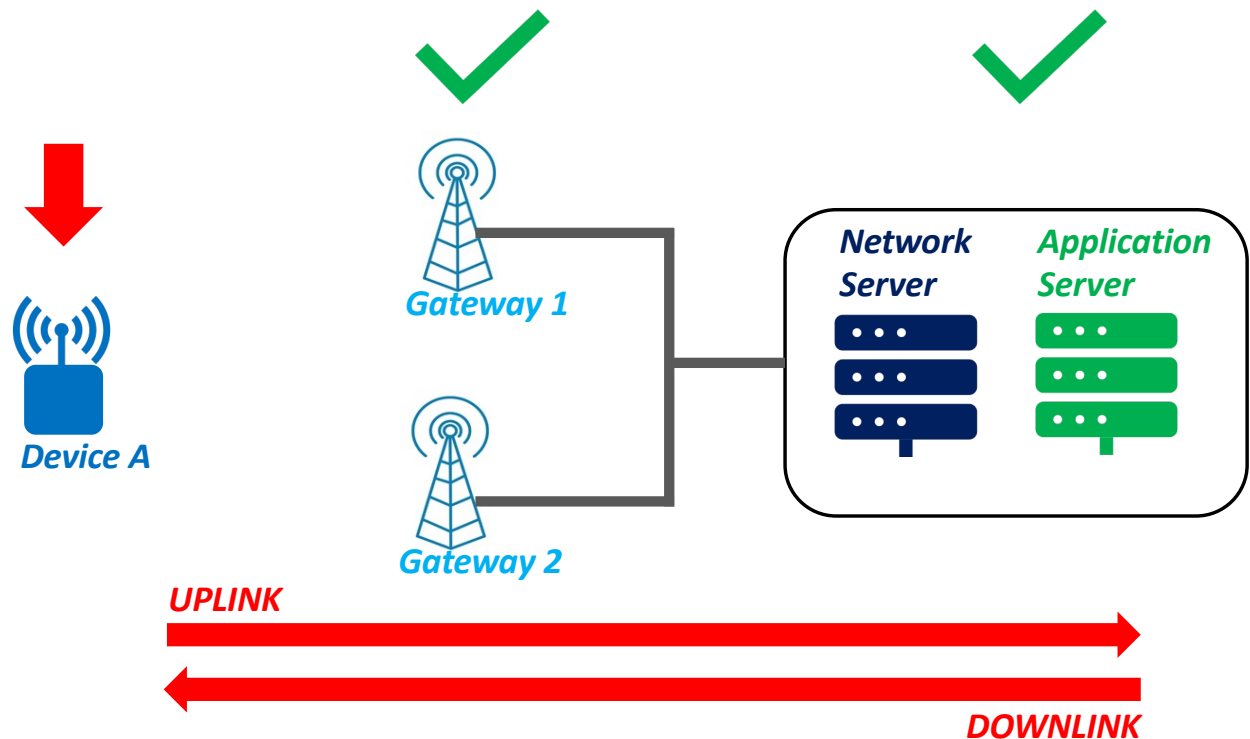 Network
Server
Application
Server
Gateway 1
Device A
Gateway 2
UPLINK
DOWNLINK